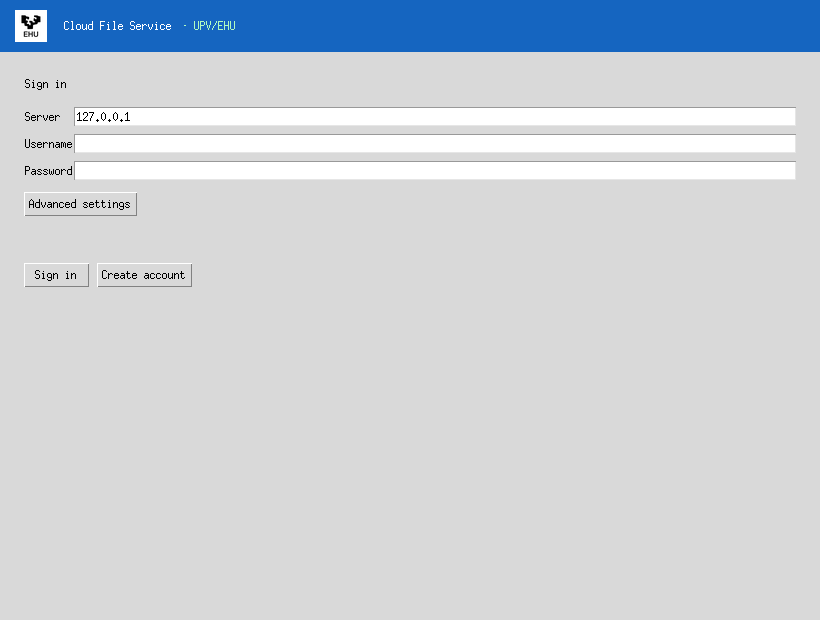 EHU
Cloud File Service · UPV/EHU
Sign in
Server 127.0.0.1
Username
Password
Advanced settings
Sign in Create account